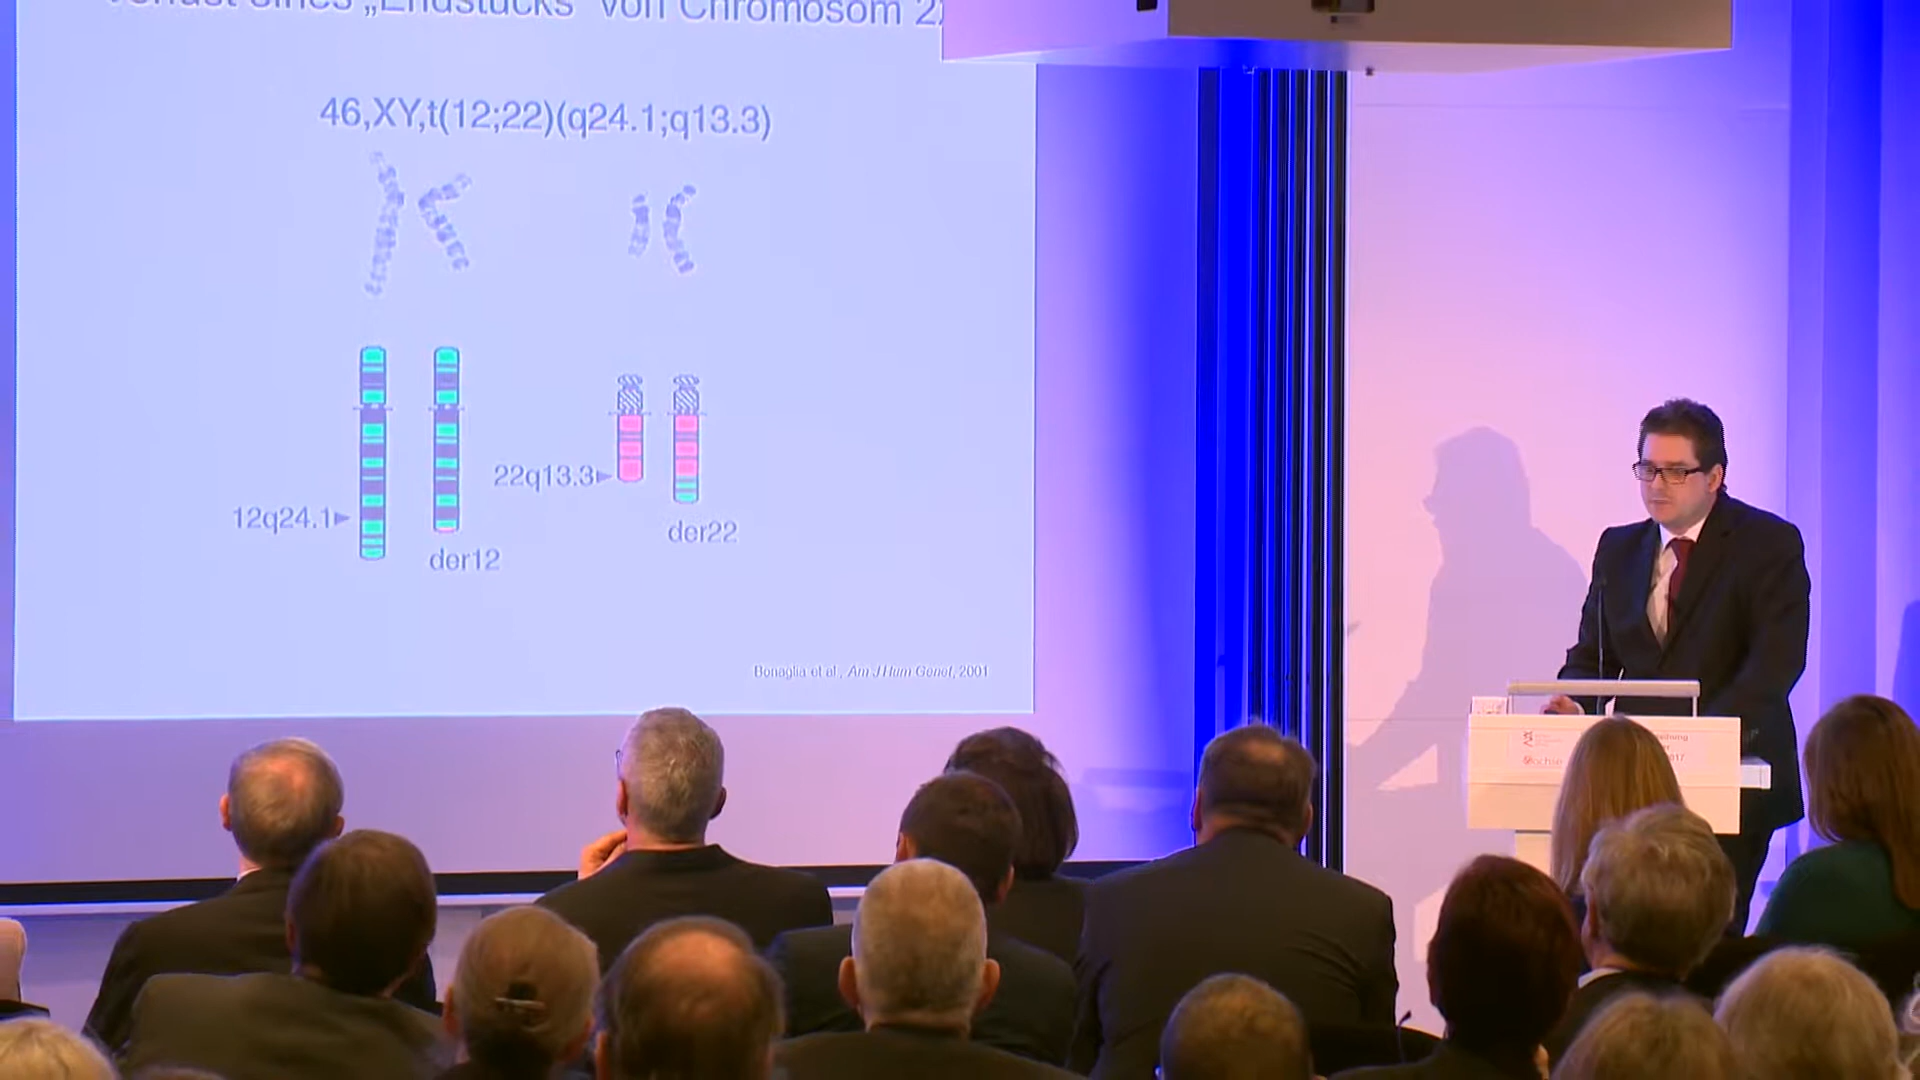 eines „Endstücks“ von Chromosom 22
46,XY,t(12;22)(q24.1;q13.3)
22q13.3
12q24.1
der22
der12
Bonaglia et al., Am J Hum Genet, 2001